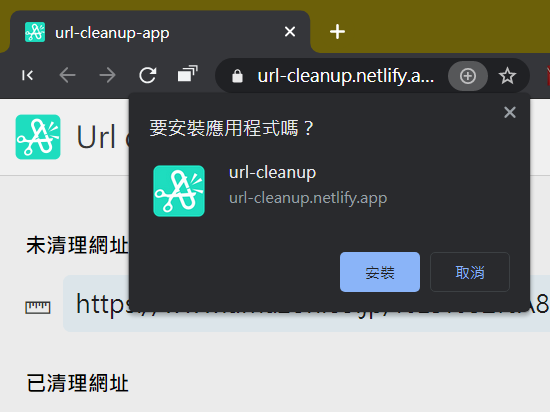 url-cleanup-app
url-cleanup.netlify.a...
要安裝應用程式嗎？
Url
url-cleanup
url-cleanup.netlify.app
未清理網址
安裝
取消
https://
已清理網址